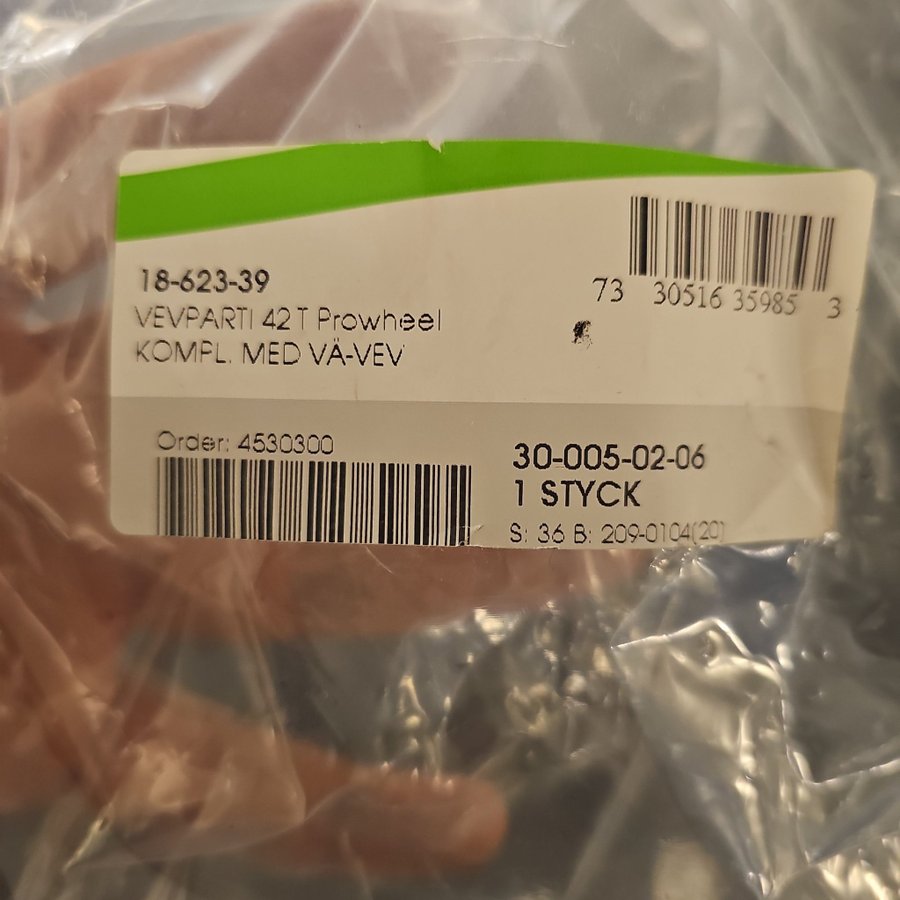 73 30516 35985 3
18-623-39
VEVPARTI 42 T Prowheel
KOMPL. MED VÄ-VEV
Order: 4530300
30-005-02-06
1 STYCK
S: 36 B: 209-0104(20)